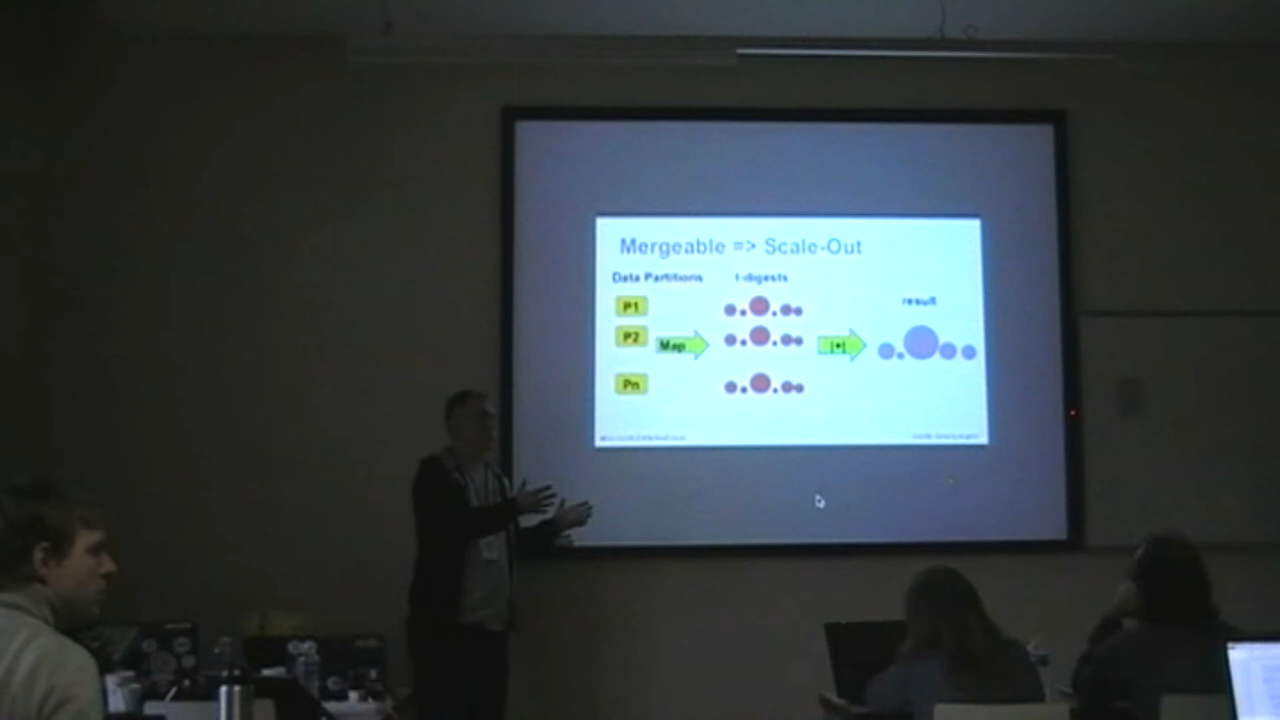 Mergeable => Scale-Out
Data Partitions t-digests
result
P1
P2
Map
|+|
Pn